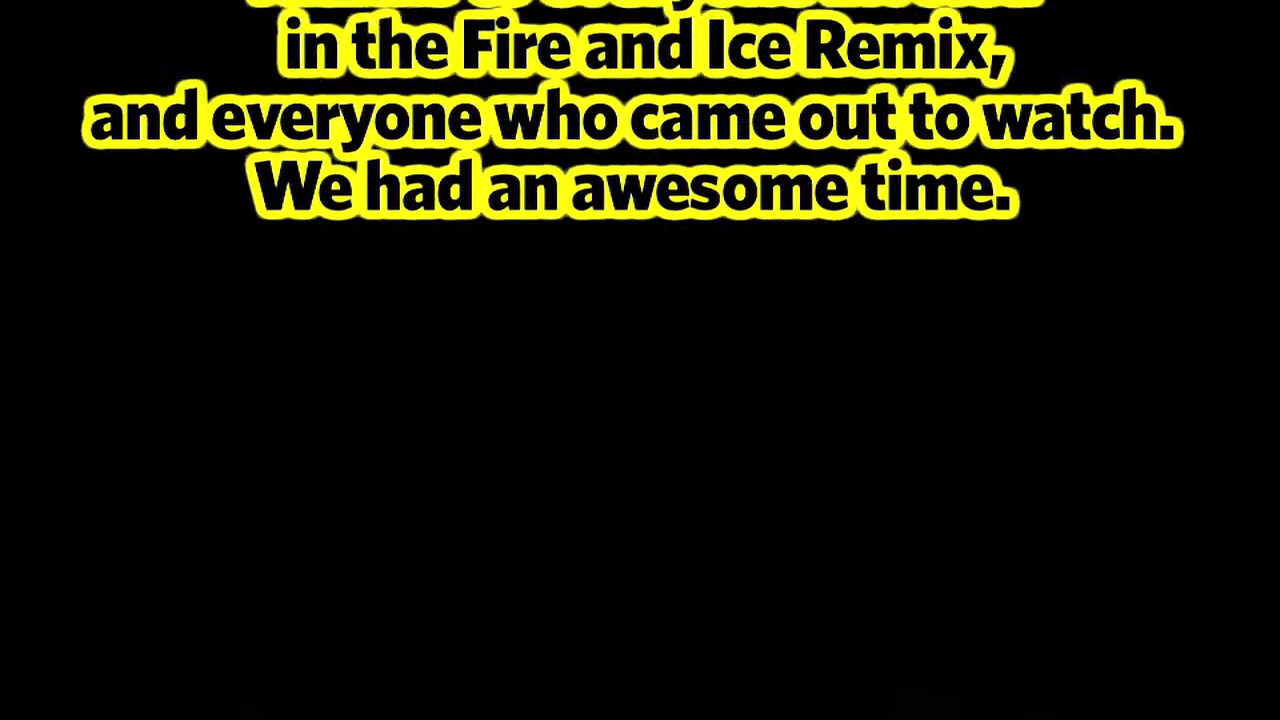 in the Fire and Ice Remix,
and everyone who came out to watch.
We had an awesome time.